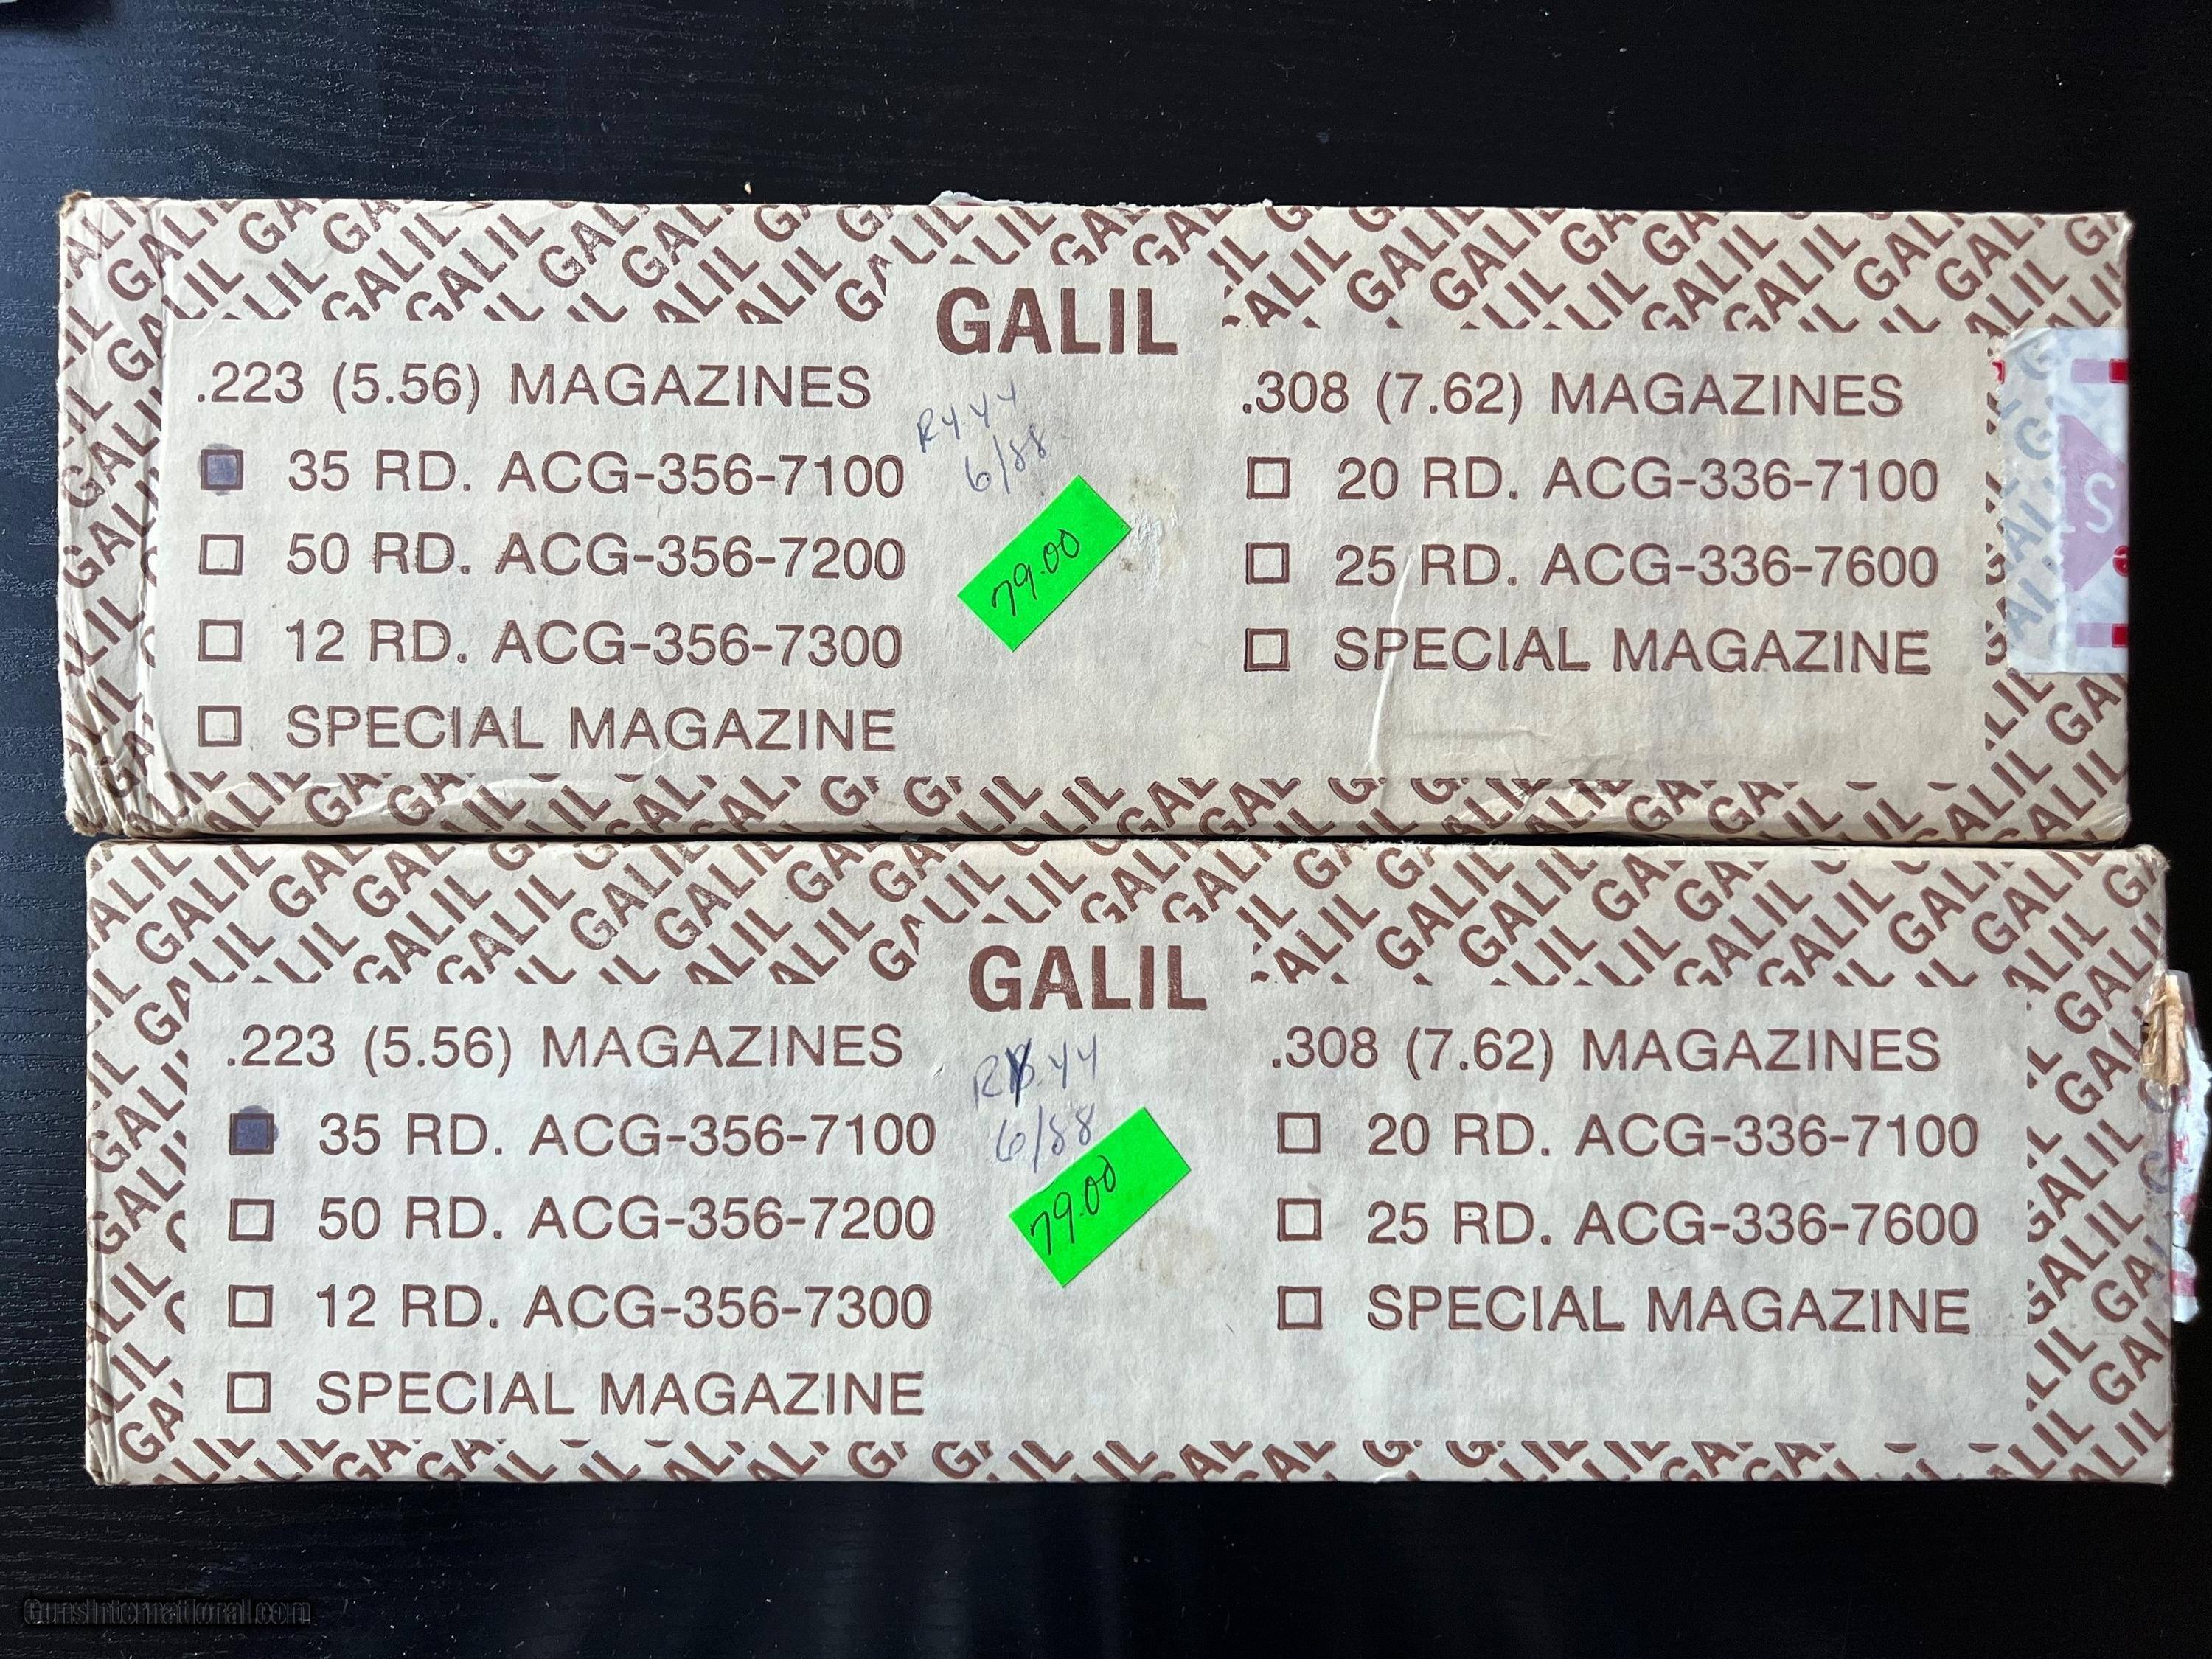 GALIL
.223 (5.56) MAGAZINES
35 RD. ACG-356-7100
50 RD. ACG-356-7200
12 RD. ACG-356-7300
SPECIAL MAGAZINE
6/88
79.00
.308 (7.62) MAGAZINES
20 RD. ACG-336-7100
25 RD. ACG-336-7600
SPECIAL MAGAZINE
GALIL
.223 (5.56) MAGAZINES
35 RD. ACG-356-7100
50 RD. ACG-356-7200
12 RD. ACG-356-7300
SPECIAL MAGAZINE
6/88
79.00
.308 (7.62) MAGAZINES
20 RD. ACG-336-7100
25 RD. ACG-336-7600
SPECIAL MAGAZINE
GunsInternational.com